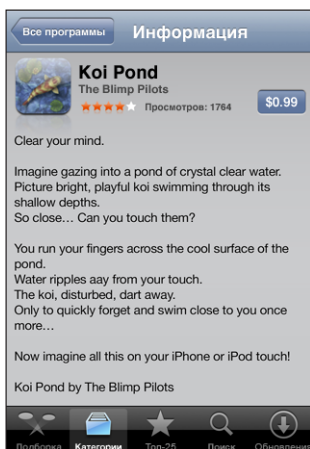 Все программы
Информация
Koi Pond
The Blimp Pilots
Просмотров: 1764
$0.99
Clear your mind.
Imagine gazing into a pond of crystal clear water.
Picture bright, playful koi swimming through its
shallow depths.
So close… Can you touch them?
You run your fingers across the cool surface of the
pond.
Water ripples aay from your touch.
The koi, disturbed, dart away.
Only to quickly forget and swim close to you once
more…
Now imagine all this on your iPhone or iPod touch!
Koi Pond by The Blimp Pilots
Подборка
Категории
Топ-25
Поиск
Обновления